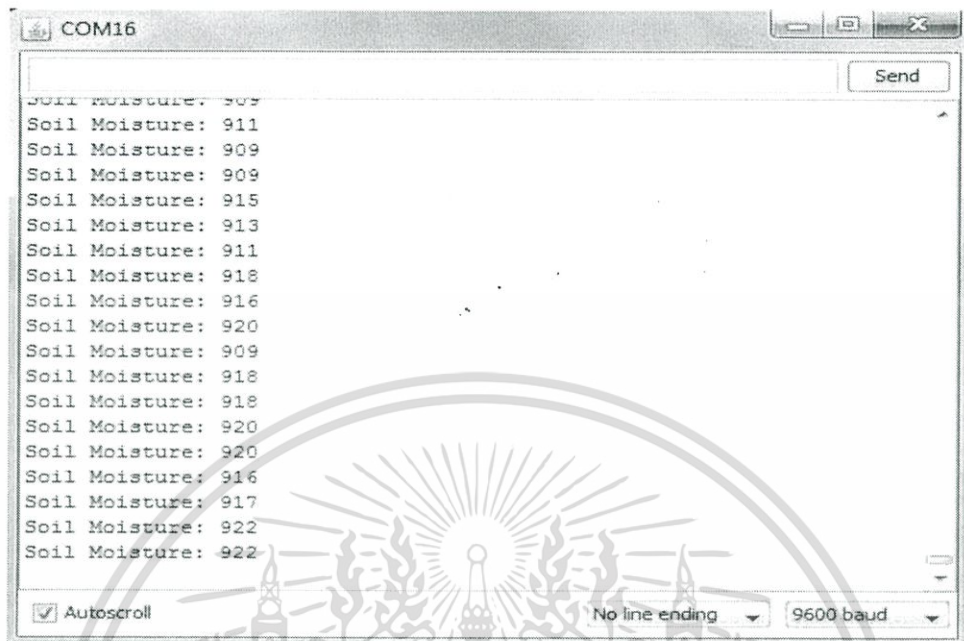 COM16
Send
Soil Moisture: 909
Soil Moisture: 911
Soil Moisture: 909
Soil Moisture: 909
Soil Moisture: 915
Soil Moisture: 913
Soil Moisture: 911
Soil Moisture: 918
Soil Moisture: 916
Soil Moisture: 920
Soil Moisture: 909
Soil Moisture: 918
Soil Moisture: 918
Soil Moisture: 920
Soil Moisture: 920
Soil Moisture: 916
Soil Moisture: 917
Soil Moisture: 922
Soil Moisture: 922
Autoscroll No line ending 9600 baud